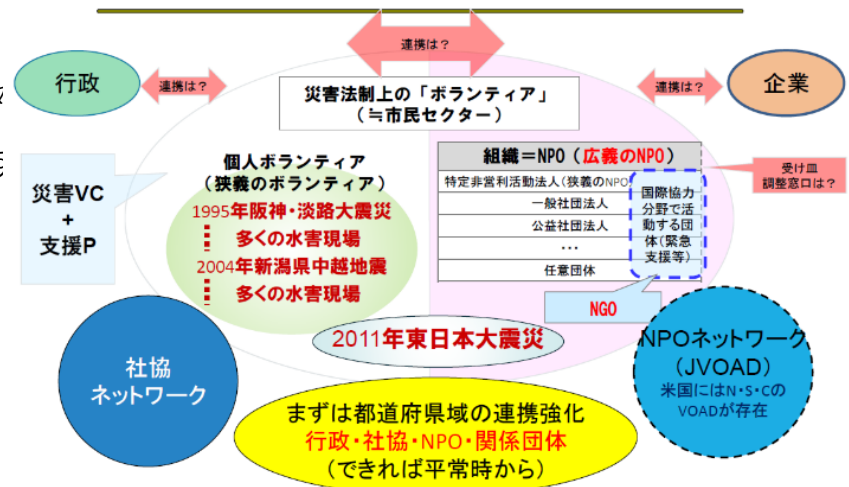 連携は？
行政
連携は？
連携は？
企業
災害法制上の「ボランティア」
（≒市民セクター）
個人ボランティア
（狭義のボランティア）
1995年阪神・淡路大震災
多くの水害現場
2004年新潟県中越地震
多くの水害現場
組織＝NPO（広義のNPO）
特定非営利活動法人（狭義のNPO
一般社団法人
公益社団法人
・・・
任意団体
国際協力
分野で活
動する団
体（緊急
支援等）
NGO
受け皿
調整窓口は？
災害VC
＋
支援P
2011年東日本大震災
社協
ネットワーク
NPOネットワーク
（JVOAD）
米国にはN・S・Cの
VOADが存在
まずは都道府県域の連携強化
行政・社協・NPO・関係団体
（できれば平常時から）